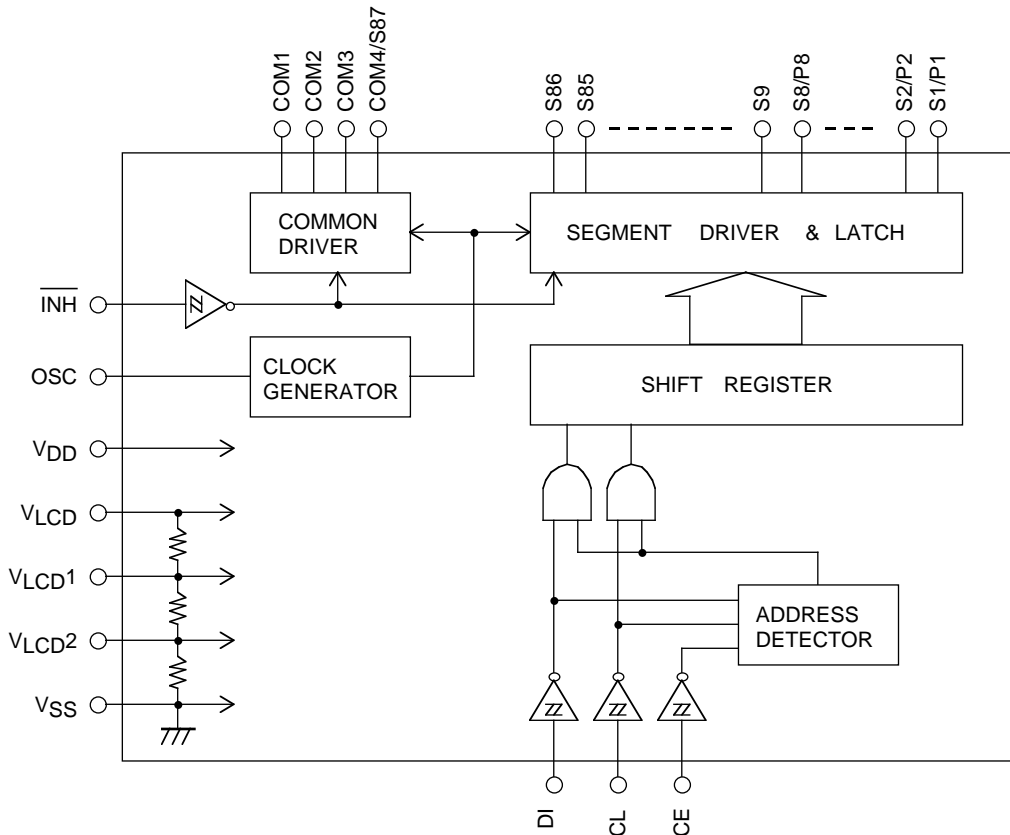 COM1
COM2
COM3
COM4/S87
S86
S85
S9
S8/P8
S2/P2
S1/P1
COMMON
DRIVER
SEGMENT DRIVER & LATCH
INH
OSC
CLOCK
GENERATOR
SHIFT REGISTER
VDD
VLCD
VLCD1
VLCD2
VSS
ADDRESS
DETECTOR
DI
CL
CE